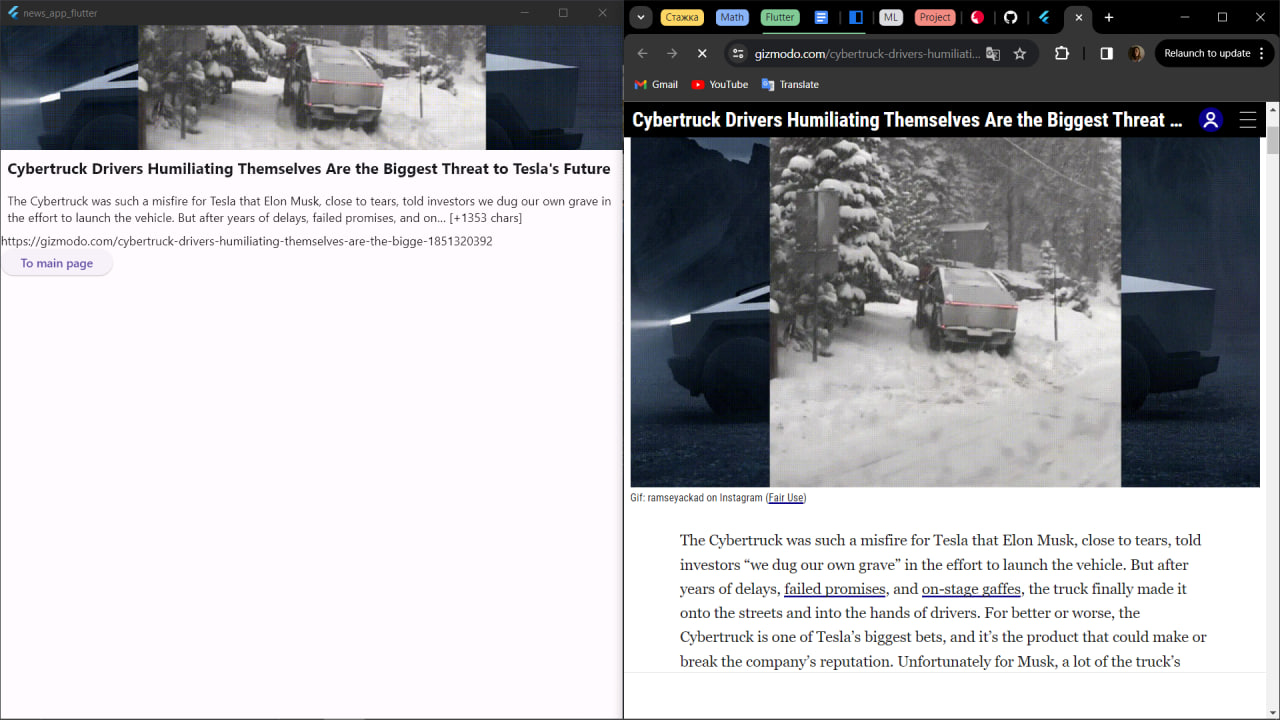 news_app_flutter
Cybertruck Drivers Humiliating Themselves Are the Biggest Threat to Tesla's Future
The Cybertruck was such a misfire for Tesla that Elon Musk, close to tears, told investors we dug our own grave in
the effort to launch the vehicle. But after years of delays, failed promises, and on… [+1353 chars]
https://gizmodo.com/cybertruck-drivers-humiliating-themselves-are-the-bigge-1851320392
To main page
Стажка Math Flutter ML Project
gizmodo.com/cybertruck-drivers-humiliati... Relaunch to update
Gmail YouTube Translate
Cybertruck Drivers Humiliating Themselves Are the Biggest Threat ...
Gif: ramseyackad on Instagram (Fair Use)
The Cybertruck was such a misfire for Tesla that Elon Musk, close to tears, told
investors “we dug our own grave” in the effort to launch the vehicle. But after
years of delays, failed promises, and on-stage gaffes, the truck finally made it
onto the streets and into the hands of drivers. For better or worse, the
Cybertruck is one of Tesla’s biggest bets, and it’s the product that could make or
break the company’s reputation. Unfortunately for Musk, a lot of the truck’s